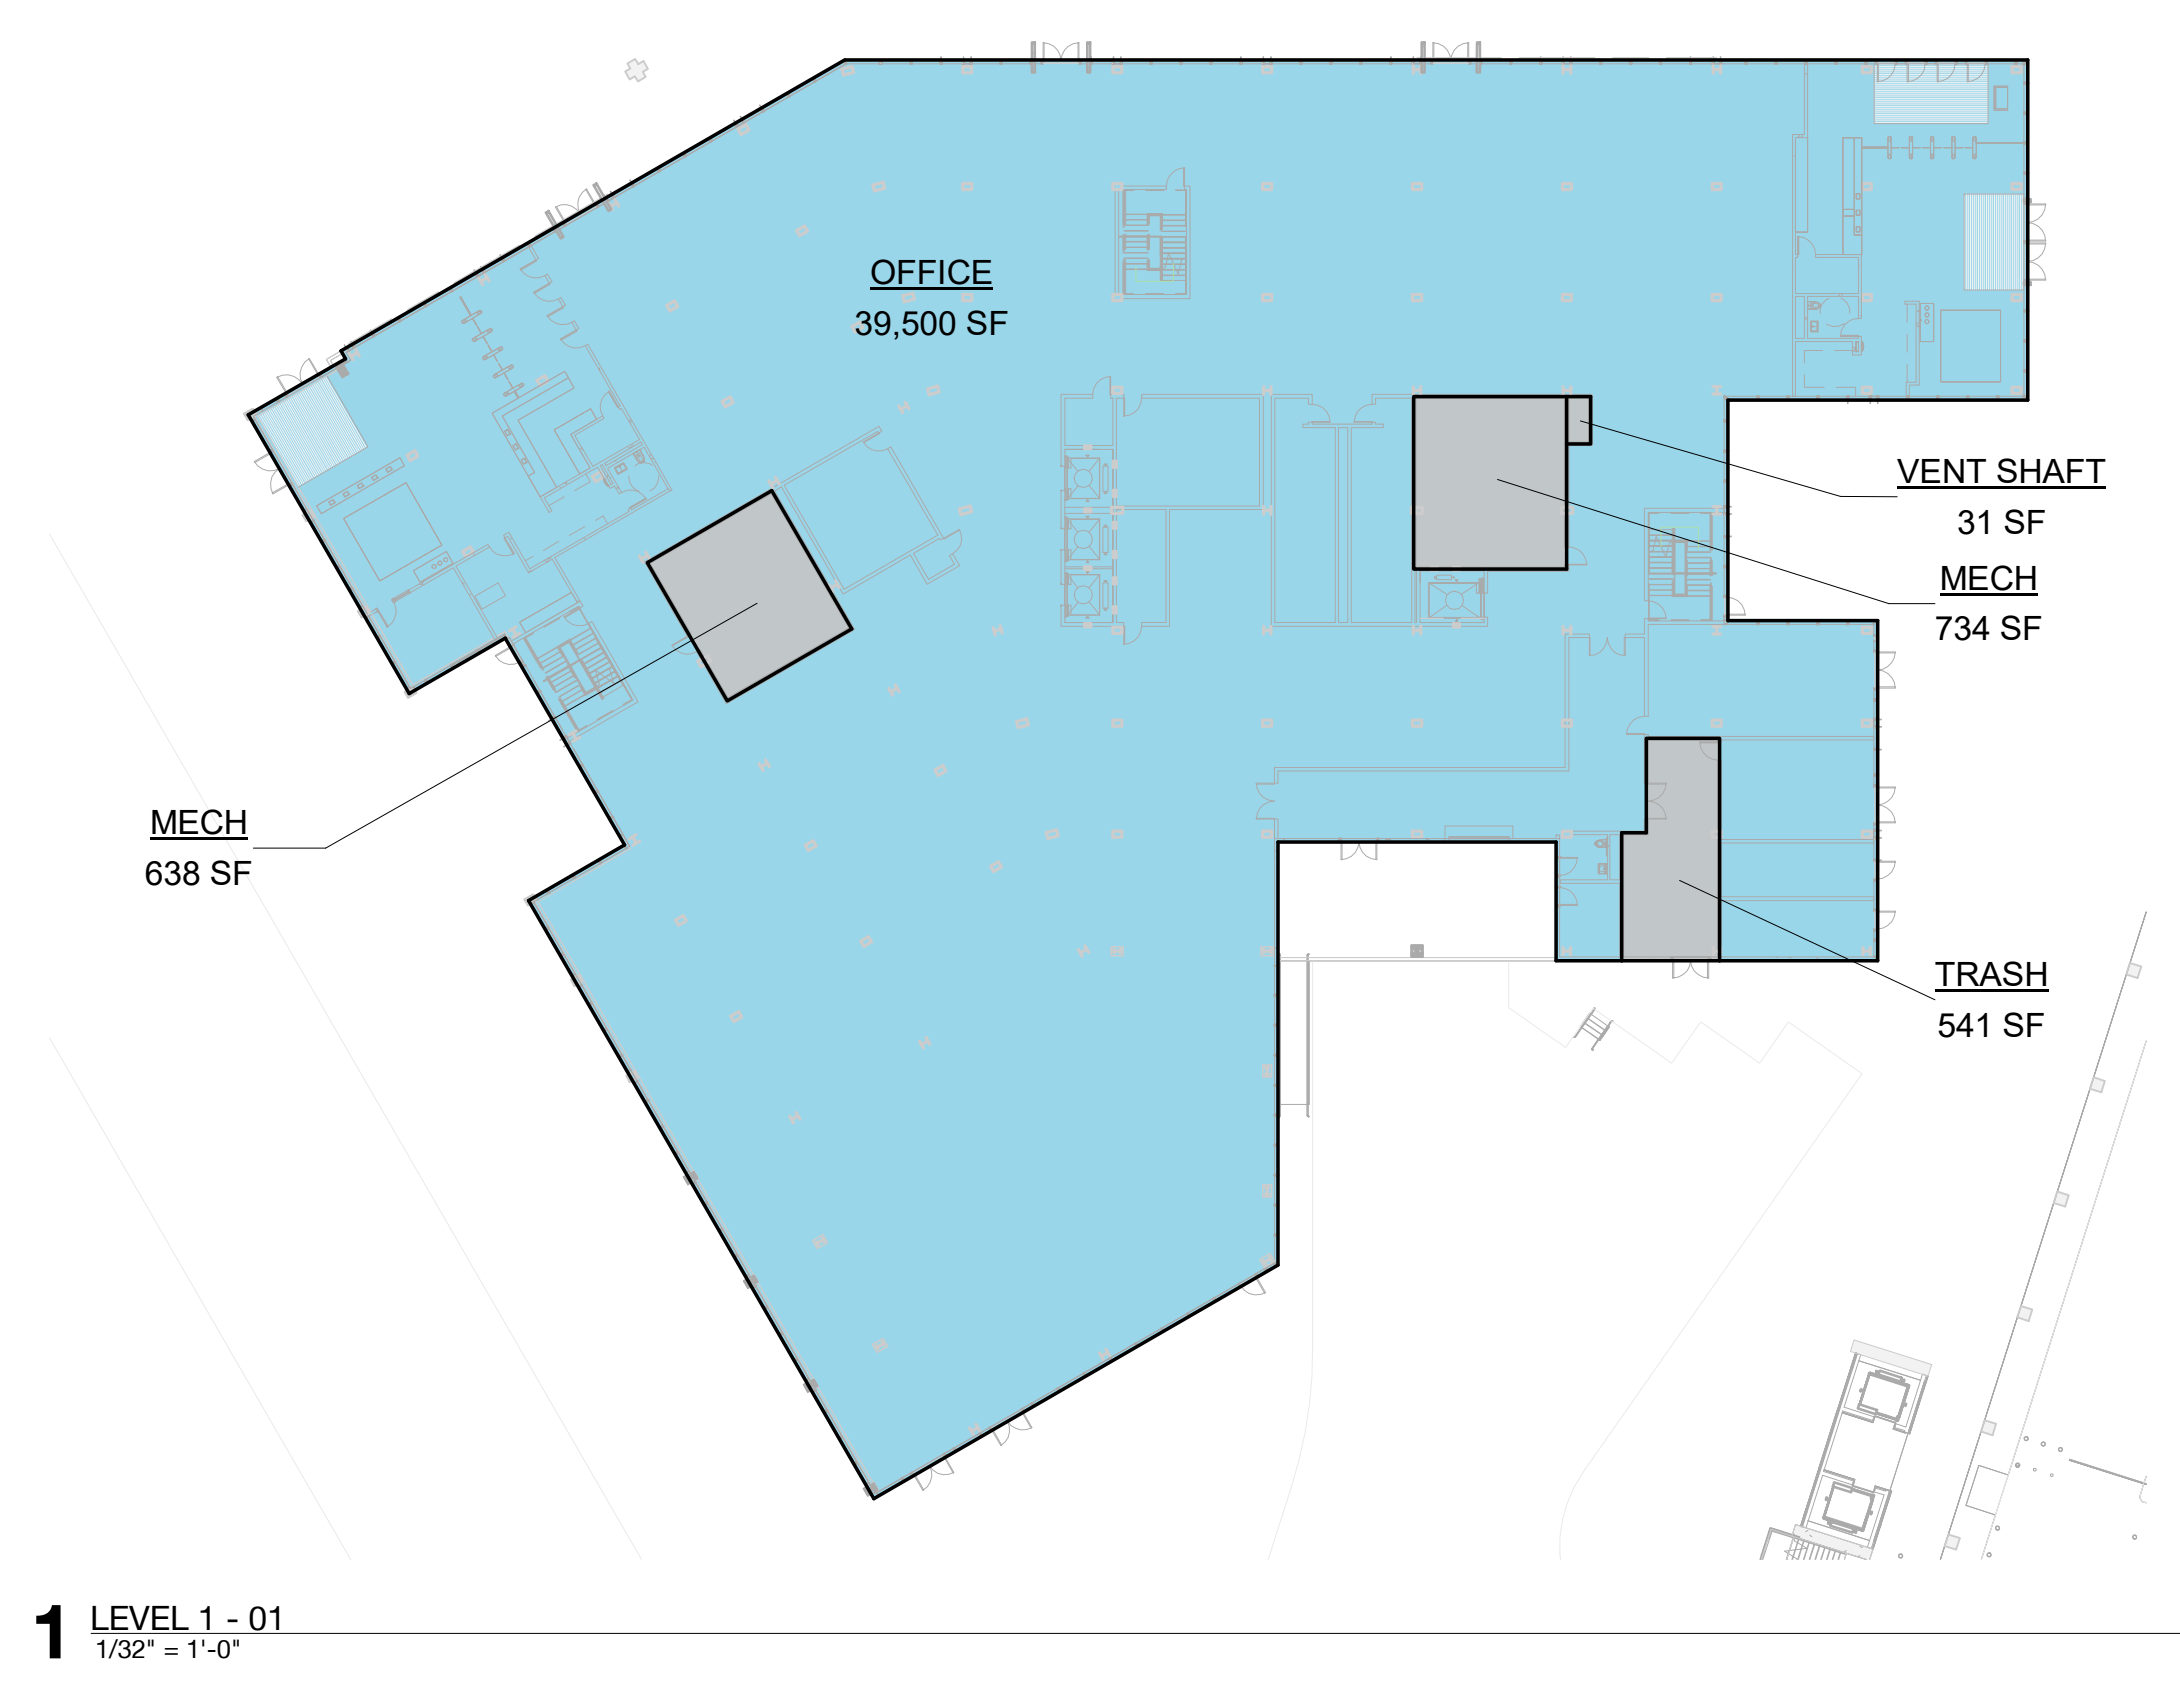 OFFICE
39,500 SF
VENT SHAFT
31 SF
MECH
734 SF
MECH
638 SF
TRASH
541 SF
1 LEVEL 1 - 01
1/32" = 1'-0"